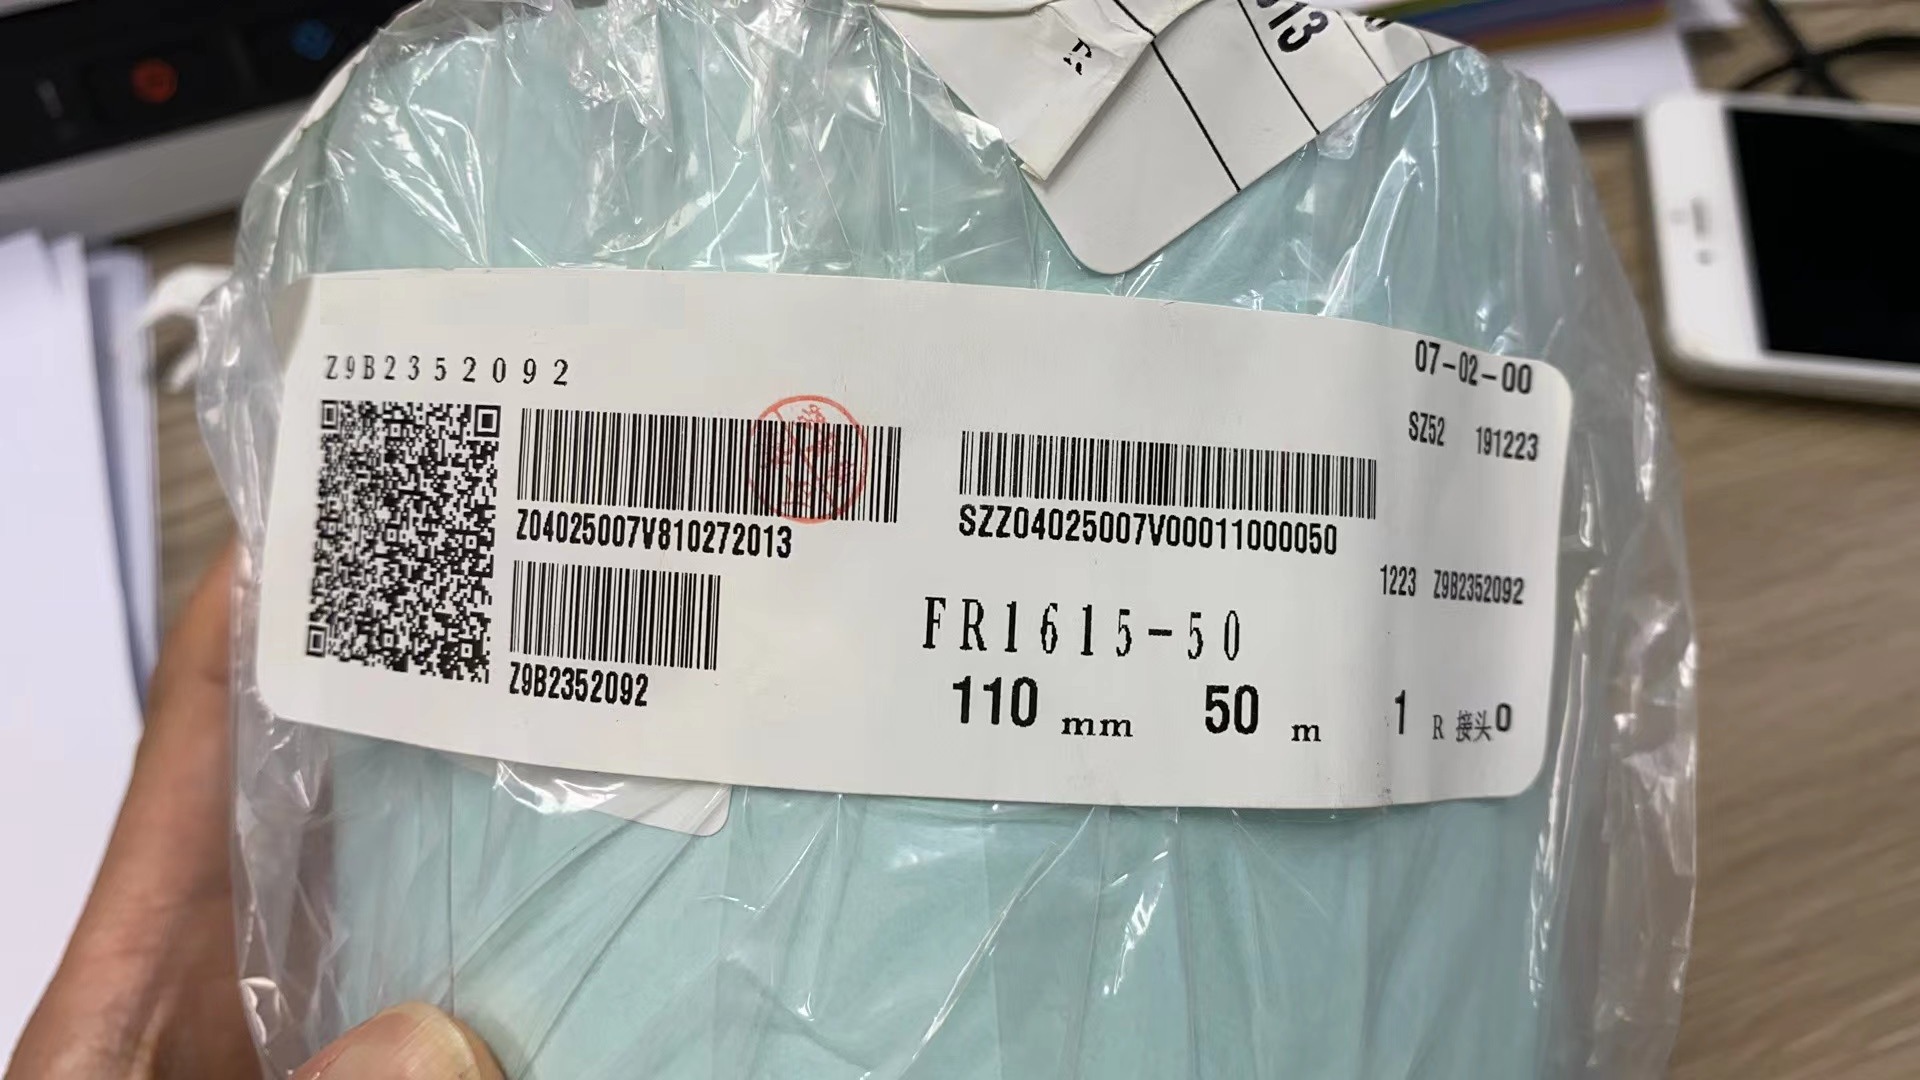 R
13
Z9B2352092
07-02-00
SZ52 191223
Z04025007V810272013
SZZ04025007V00011000050
1223 Z9B2352092
Z9B2352092
FR1615-50
110 mm 50 m 1 R 接头0